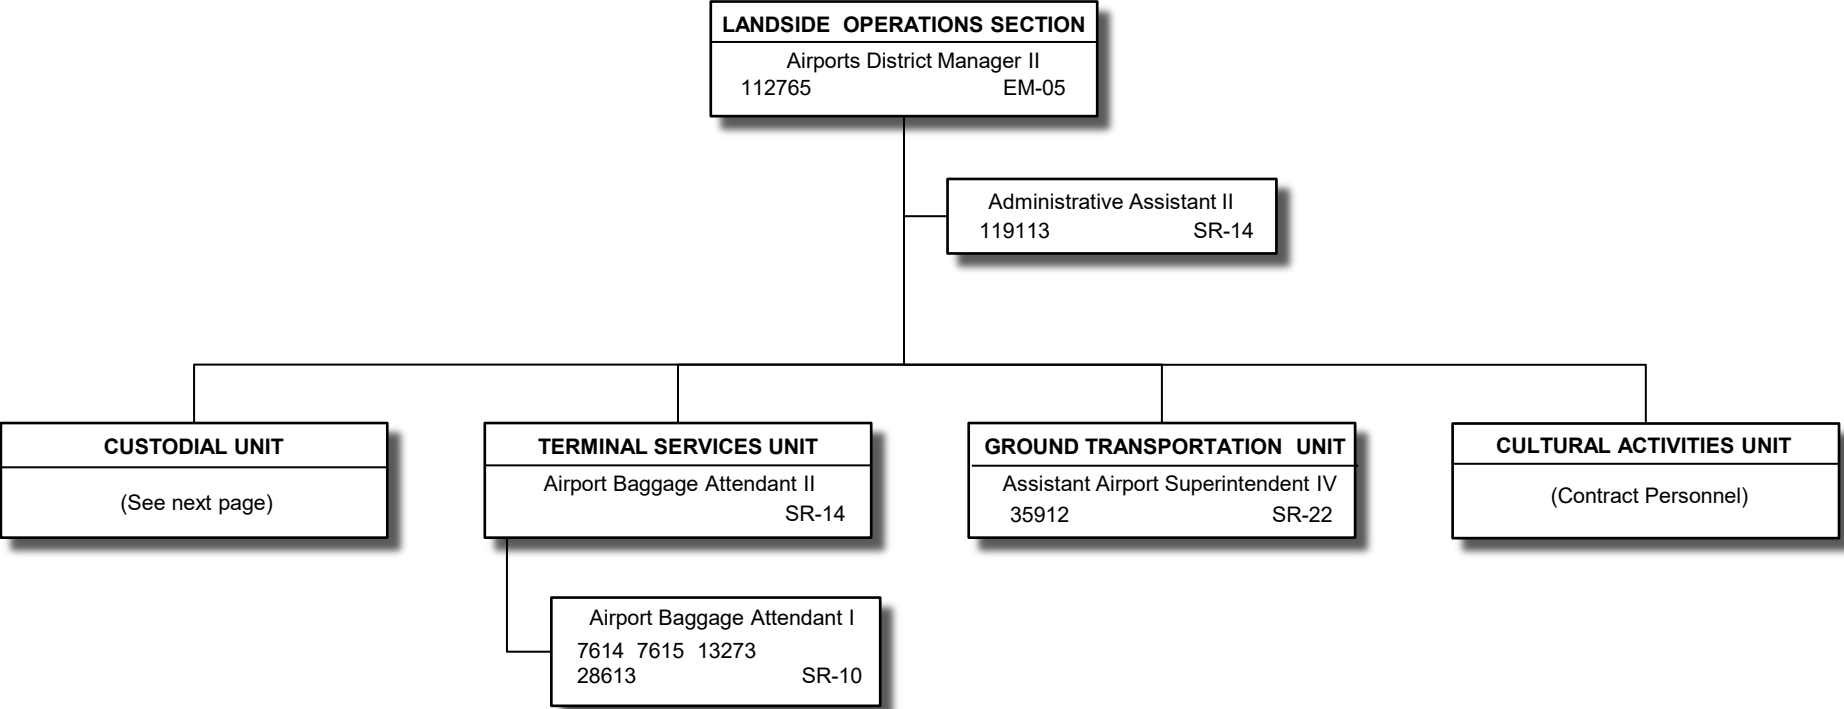 LANDSIDE OPERATIONS SECTION
Airports District Manager II
112765 EM-05
Administrative Assistant II
119113 SR-14
CUSTODIAL UNIT
(See next page)
TERMINAL SERVICES UNIT
Airport Baggage Attendant II
SR-14
Airport Baggage Attendant I
7614 7615 13273
28613 SR-10
GROUND TRANSPORTATION UNIT
Assistant Airport Superintendent IV
35912 SR-22
CULTURAL ACTIVITIES UNIT
(Contract Personnel)